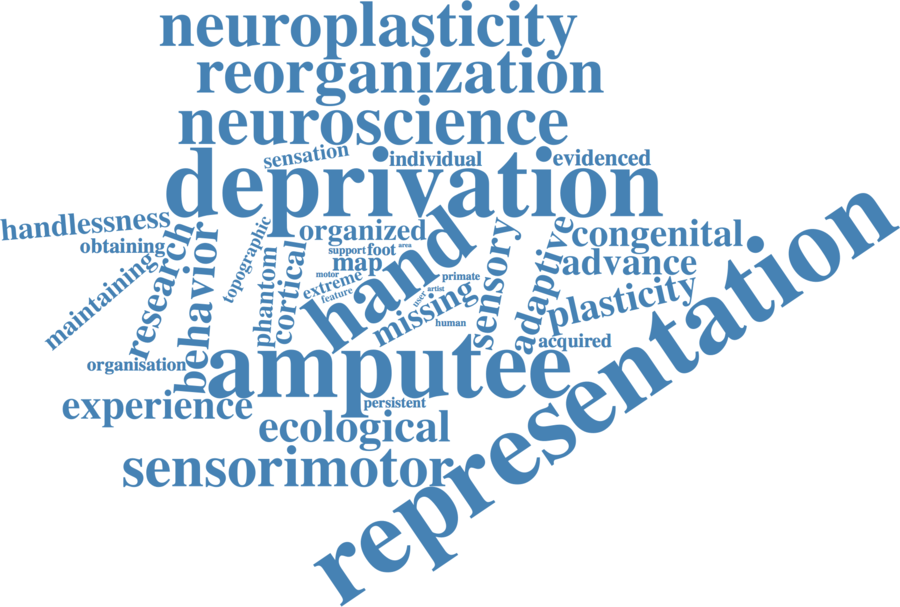 neuroplasticity
reorganization
neuroscience
sensation
individual
evidenced
deprivation
handlessness
obtaining
maintaining
research
behavior
topographic
phantom
cortical
organized
support
foot
area
map
motor
extreme
feature
hand
primate
user
artist
missing
human
sensory
adaptive
congenital
advance
plasticity
acquired
organisation
amputee
experience
persistent
ecological
sensorimotor
representation